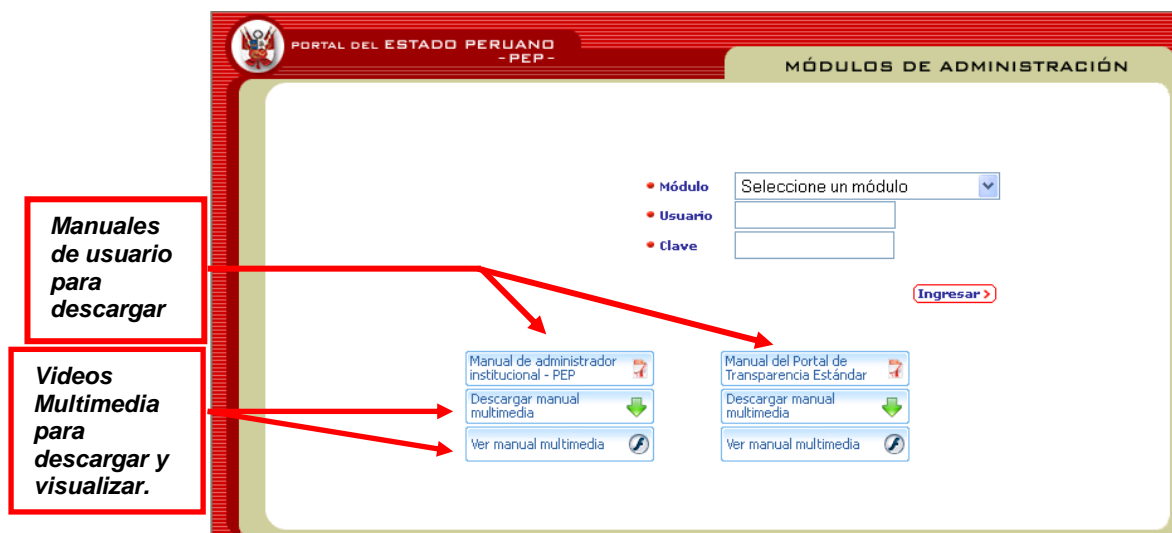 PORTAL DEL ESTADO PERUANO
-PEP-
MÓDULOS DE ADMINISTRACIÓN
Módulo
Seleccione un módulo
Usuario
Clave
Ingresar >
Manuales
de usuario
para
descargar
Videos
Multimedia
para
descargar y
visualizar.
Manual de administrador
institucional - PEP
Descargar manual
multimedia
Ver manual multimedia
Manual del Portal de
Transparencia Estándar
Descargar manual
multimedia
Ver manual multimedia